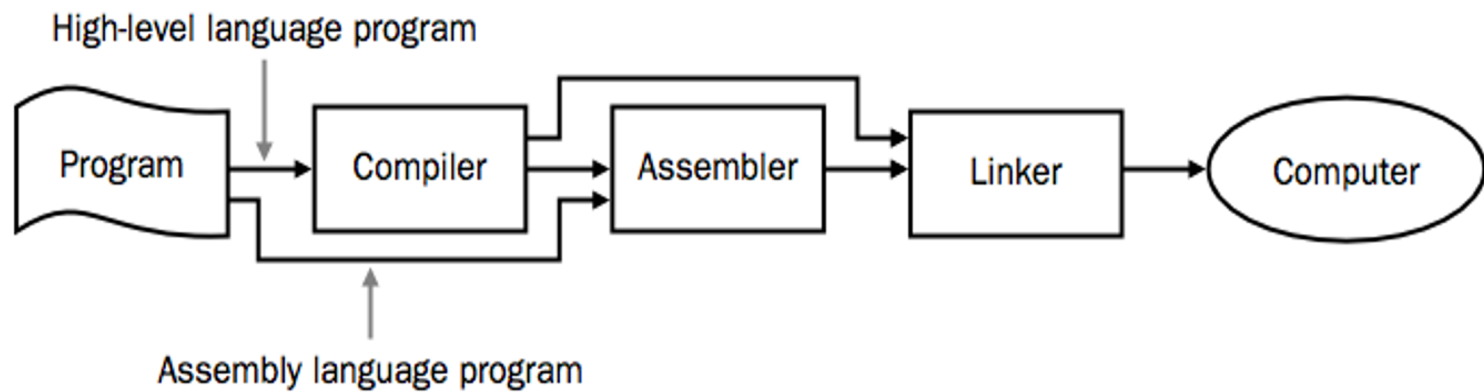 High-level language program
Program
Compiler
Assembler
Linker
Computer
Assembly language program